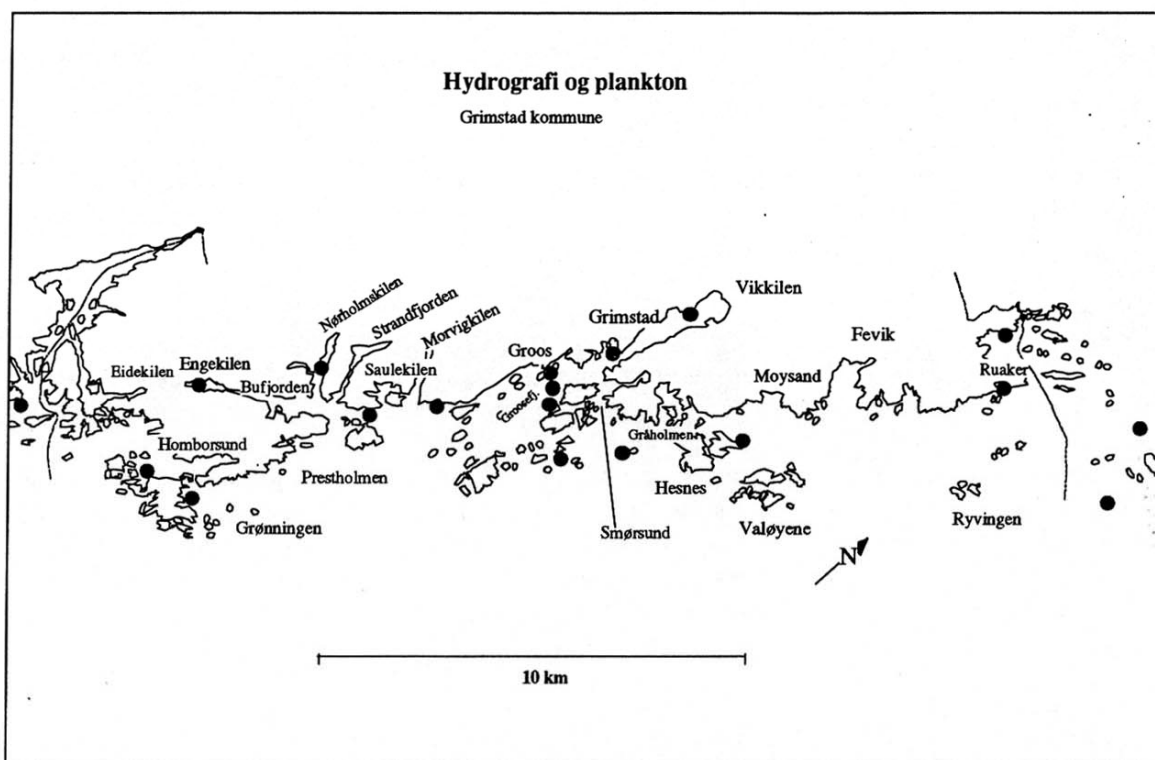 Hydrografi og plankton
Grimstad kommune
Nørholmskilen
Strandfjorden
Morvigkilen
Vikkilen
Grimstad
Fevik
Groos
Engekilen
Eidekilen
Bufjorden
Saulekilen
Moysand
Ruaker
Groosefj.
Homborsund
Gråholmen
Prestholmen
Hesnes
Grønningen
Smørsund
Valøyene
Ryvingen
N
10 km